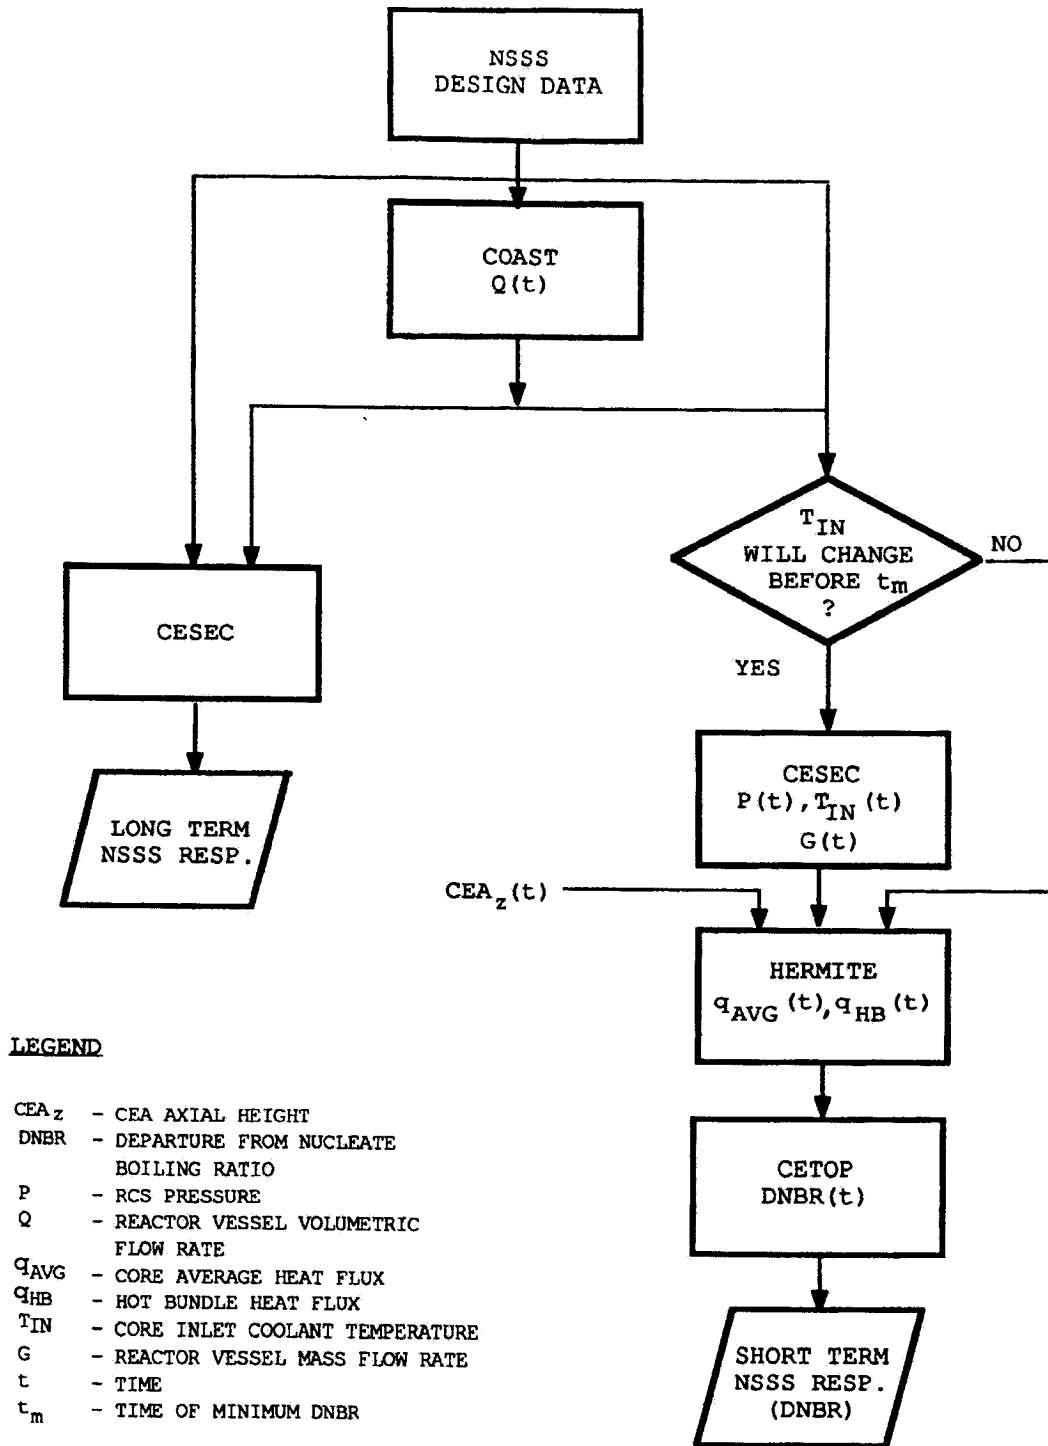 NSSS
DESIGN DATA
COAST
Q(t)
T_IN
WILL CHANGE
BEFORE t_m
?
NO
YES
CESEC
LONG TERM
NSSS RESP.
CESEC
P(t),T_IN(t)
G(t)
CEA_z(t)
HERMITE
q_AVG(t),q_HB(t)
CETOP
DNBR(t)
SHORT TERM
NSSS RESP.
(DNBR)
LEGEND
CEA_z - CEA AXIAL HEIGHT
DNBR - DEPARTURE FROM NUCLEATE
BOILING RATIO
P - RCS PRESSURE
Q - REACTOR VESSEL VOLUMETRIC
FLOW RATE
q_AVG - CORE AVERAGE HEAT FLUX
q_HB - HOT BUNDLE HEAT FLUX
T_IN - CORE INLET COOLANT TEMPERATURE
G - REACTOR VESSEL MASS FLOW RATE
t - TIME
t_m - TIME OF MINIMUM DNBR